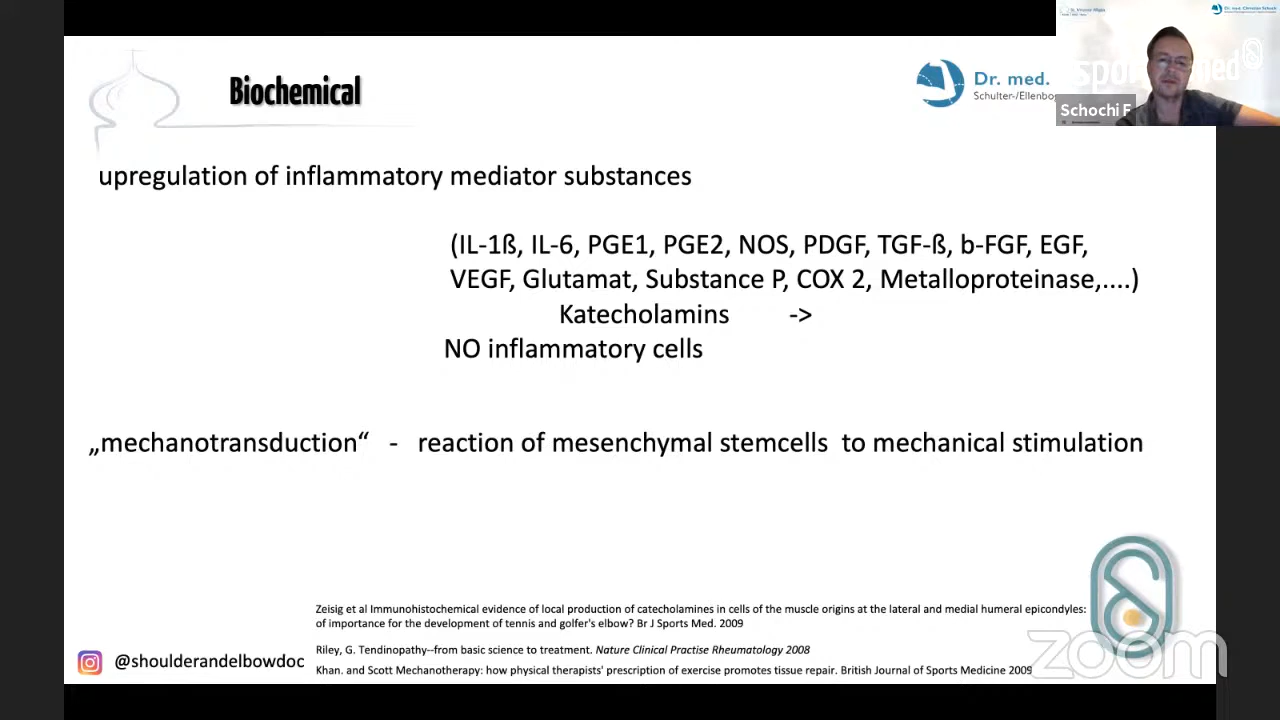 Biochemical
Dr. med.
Schulter-/Ellenbo
Dr. med. Christian Schoch
Schochi F
upregulation of inflammatory mediator substances
(IL-1ß, IL-6, PGE1, PGE2, NOS, PDGF, TGF-ß, b-FGF, EGF,
VEGF, Glutamat, Substance P, COX 2, Metalloproteinase,....)
Katecholamins ->
NO inflammatory cells
„mechanotransduction“ - reaction of mesenchymal stemcells to mechanical stimulation
Zeisig et al Immunohistochemical evidence of local production of catecholamines in cells of the muscle origins at the lateral and medial humeral epicondyles:
of importance for the development of tennis and golfer's elbow? Br J Sports Med. 2009
Riley, G. Tendinopathy--from basic science to treatment. Nature Clinical Practise Rheumatology 2008
Khan. and Scott Mechanotherapy: how physical therapists' prescription of exercise promotes tissue repair. British Journal of Sports Medicine 2009
@shoulderandelbowdoc
zoom